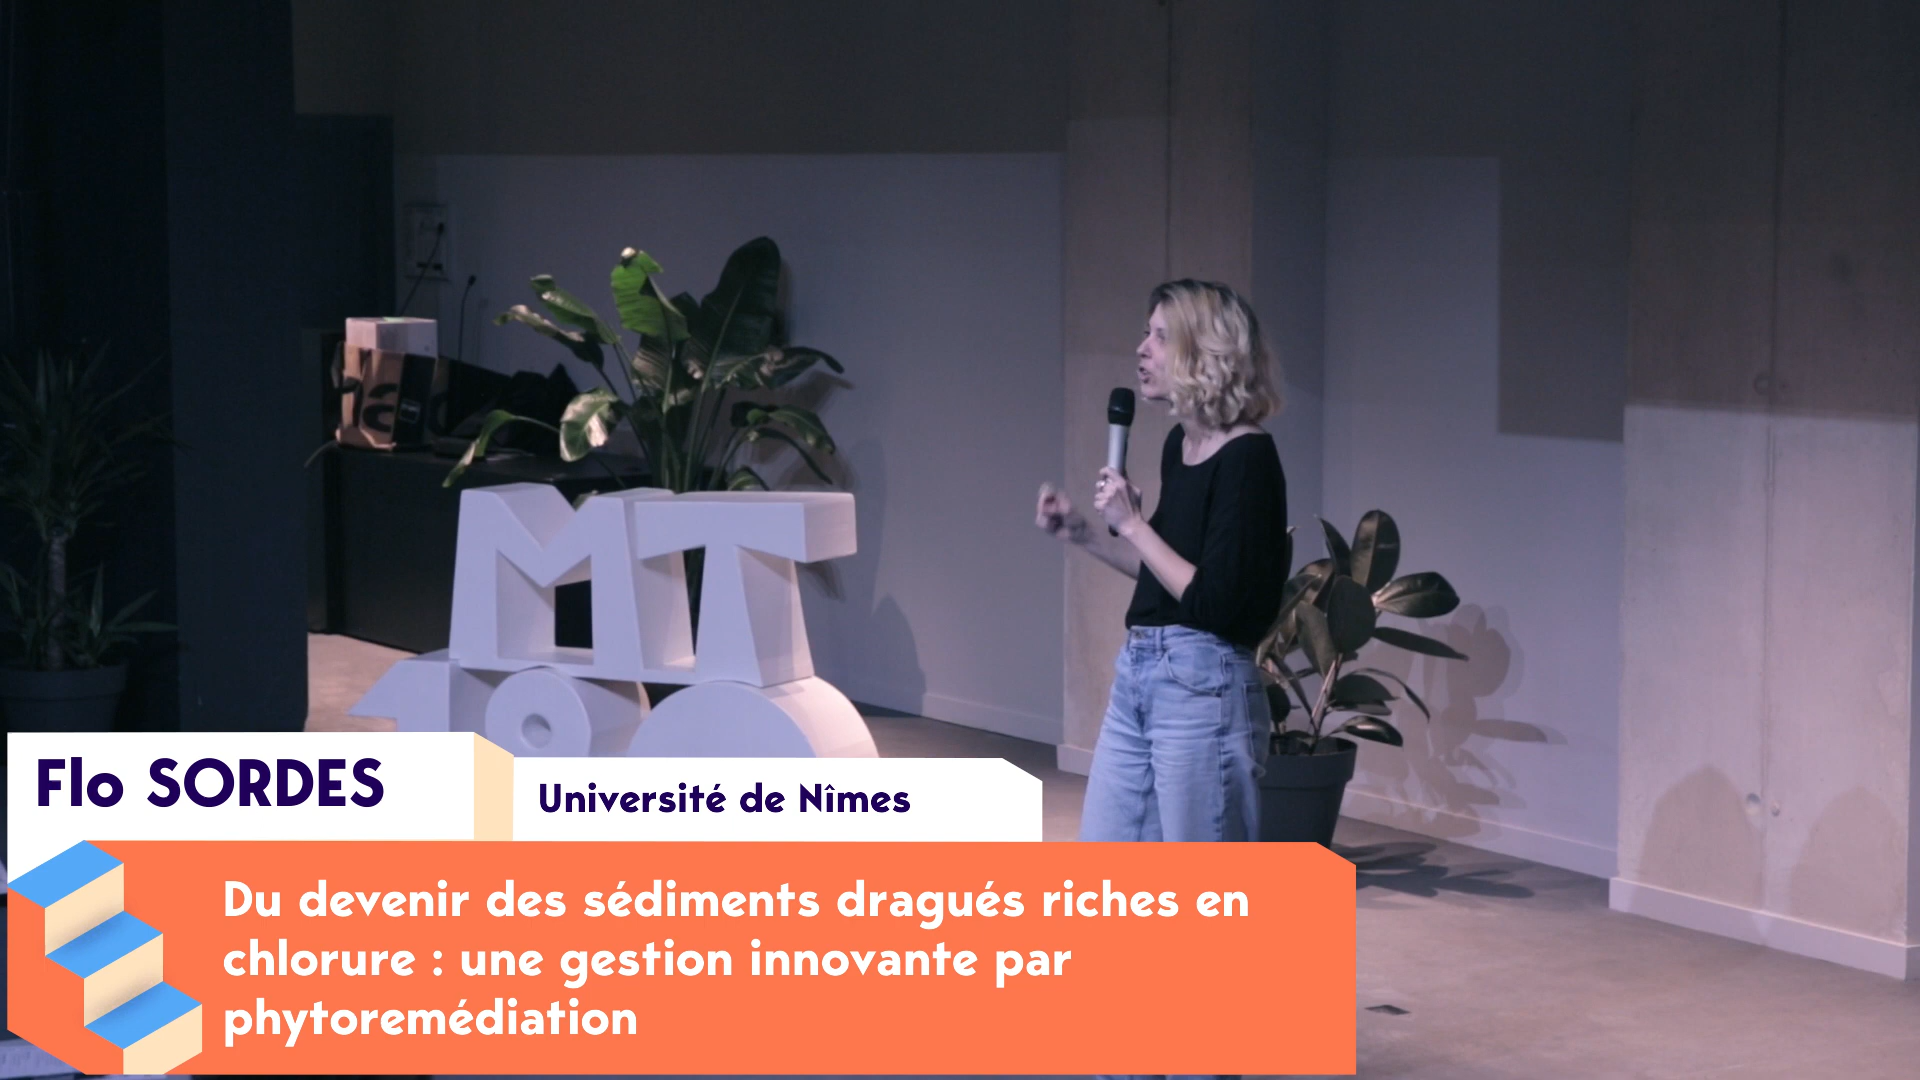 MT
180
Flo SORDES
Université de Nîmes
Du devenir des sédiments dragués riches en
chlorure : une gestion innovante par
phytoremédiation